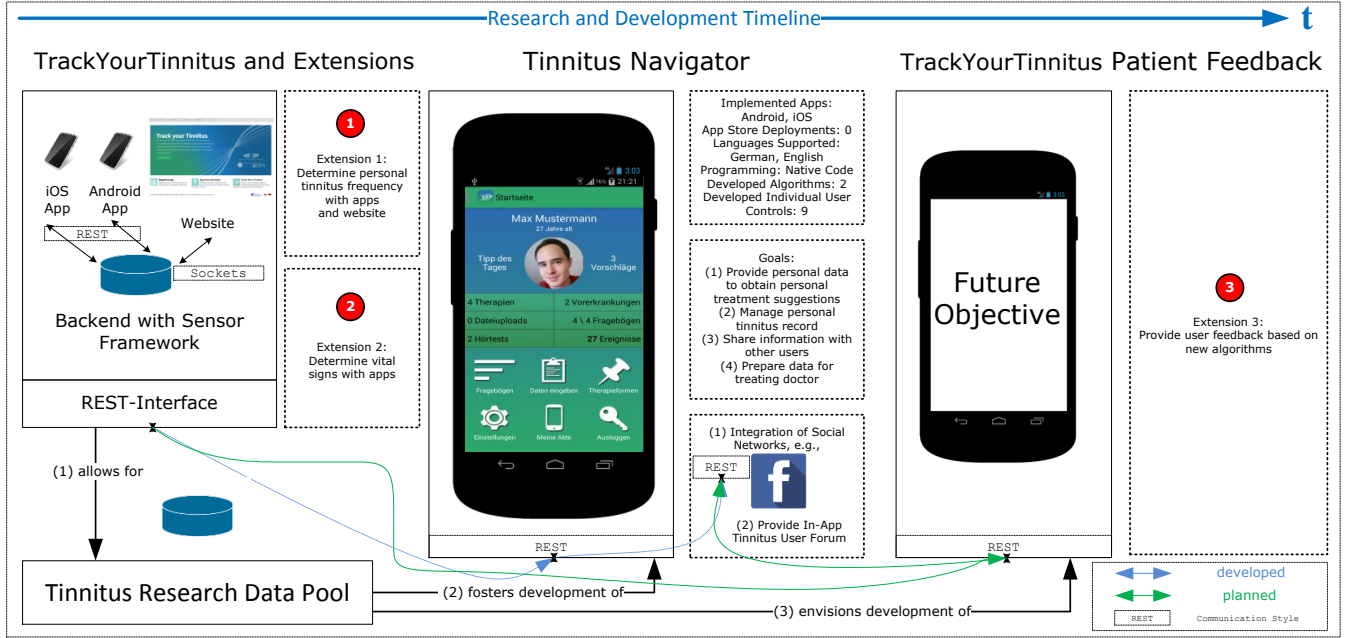 Research and Development Timeline
t
TrackYourTinnitus and Extensions
iOS
App
Android
App
Track your Tinnitus
Website
REST
Sockets
Backend with Sensor
Framework
REST-Interface
1
Extension 1:
Determine personal
tinnitus frequency
with apps
and website
2
Extension 2:
Determine vital
signs with apps
(1) allows for
Tinnitus Research Data Pool
(2) fosters development of
(3) envisions development of
Tinnitus Navigator
3:03
76%
21:21
Startseite
Max Mustermann
27 Jahre alt
Tipp des
Tages
3
Vorschläge
4 Therapien
2 Vorerkrankungen
0 Dateiuploads
4 \ 4 Fragebögen
2 Hörtests
27 Ereignisse
Fragebögen
Daten eingeben
Therapieformen
Einstellungen
Meine Akte
Ausloggen
REST
Implemented Apps:
Android, iOS
App Store Deployments: 0
Languages Supported:
German, English
Programming: Native Code
Developed Algorithms: 2
Developed Individual User
Controls: 9
Goals:
(1) Provide personal data
to obtain personal
treatment suggestions
(2) Manage personal
tinnitus record
(3) Share information with
other users
(4) Prepare data for
treating doctor
(1) Integration of Social
Networks, e.g.,
REST
f
(2) Provide In-App
Tinnitus User Forum
TrackYourTinnitus Patient Feedback
3:03
Future
Objective
REST
3
Extension 3:
Provide user feedback based on
new algorithms
developed
planned
REST
Communication Style